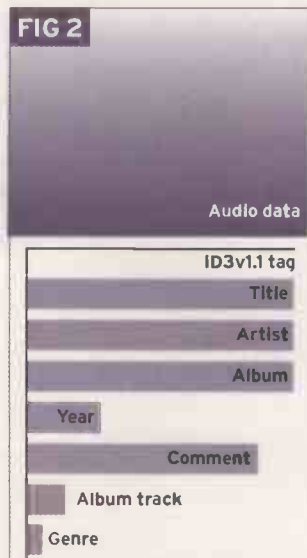 FIG 2
Audio data
ID3v1.1 tag
Title
Artist
Album
Year
Comment
Album track
Genre